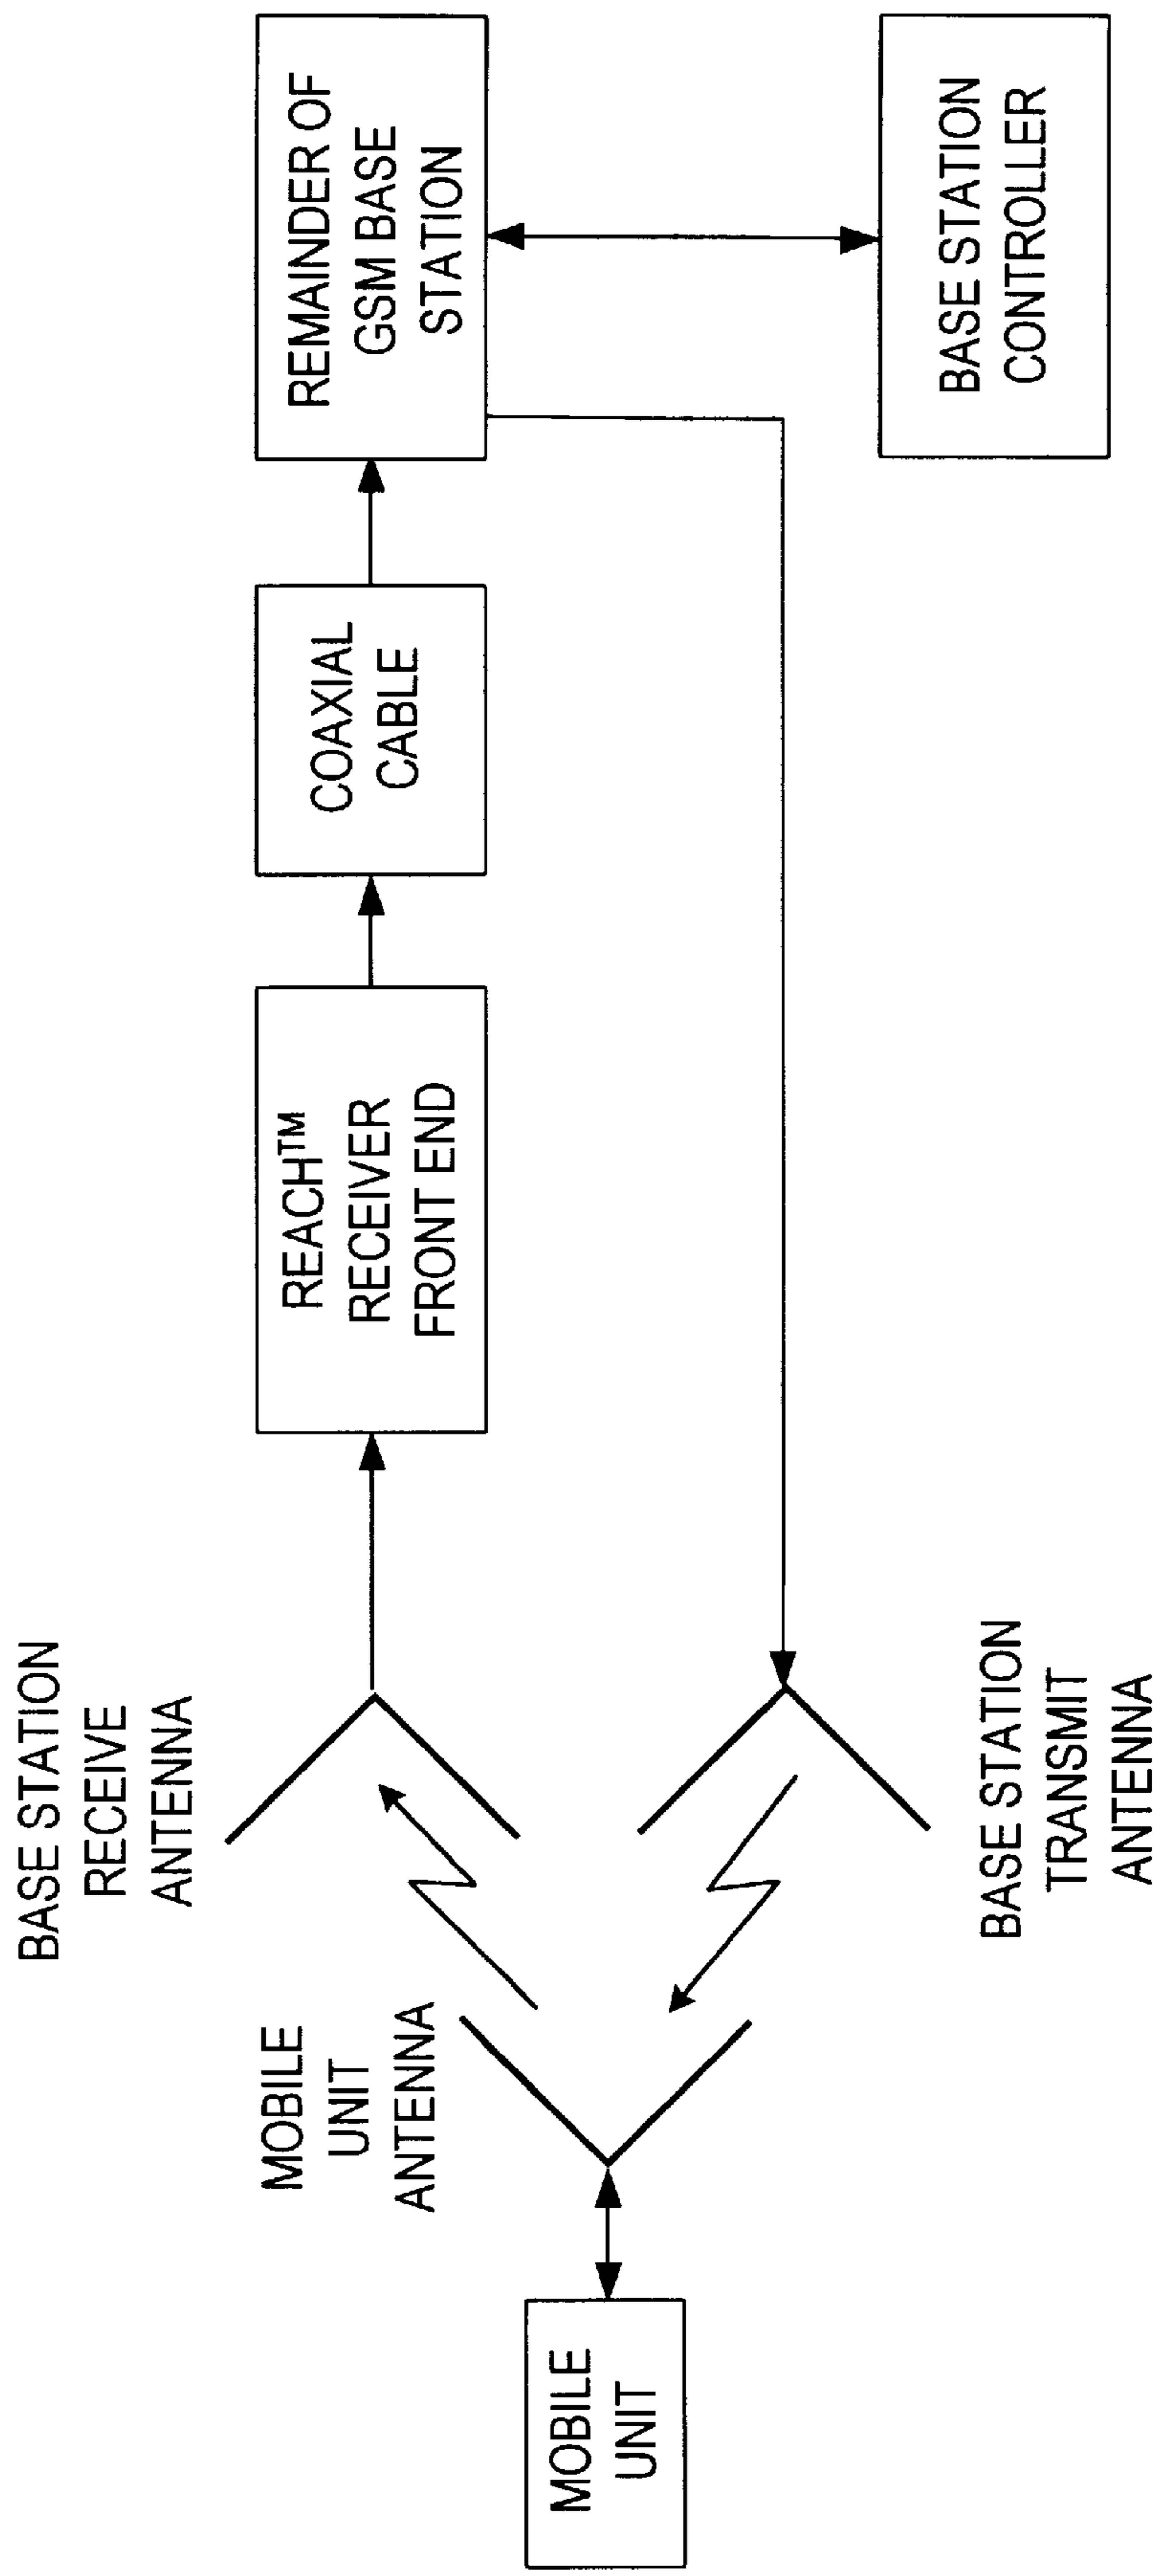 BASE STATION
RECEIVE
ANTENNA
MOBILE
UNIT
ANTENNA
MOBILE
UNIT
REACH™
RECEIVER
FRONT END
COAXIAL
CABLE
REMAINDER OF
GSM BASE
STATION
BASE STATION
TRANSMIT
ANTENNA
BASE STATION
CONTROLLER